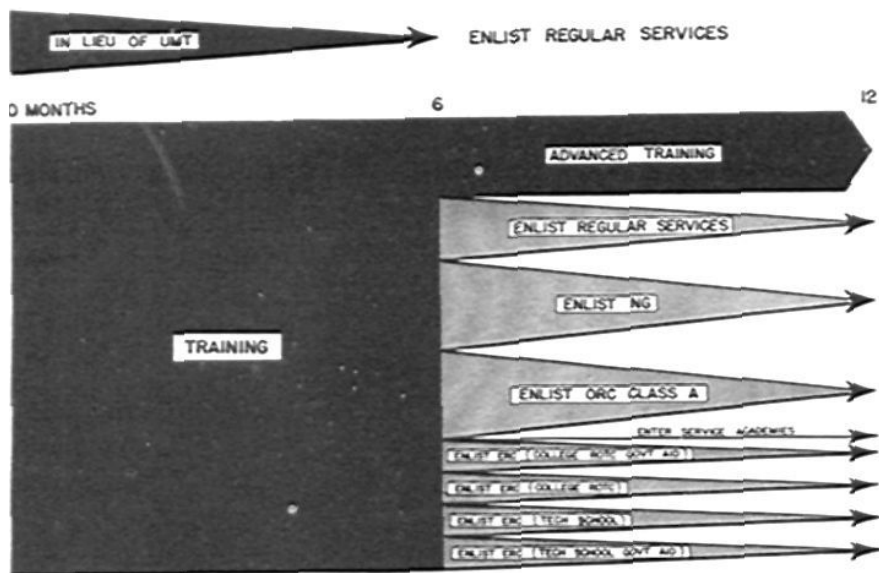 IN LIEU OF UMT
ENLIST REGULAR SERVICES
0 MONTHS
6
12
ADVANCED TRAINING
ENLIST REGULAR SERVICES
ENLIST NG
TRAINING
ENLIST ORC CLASS A
ENTER SERVICE ACADEMIES
ENLIST ERC (COLLEGE ROTC GOVT AID)
ENLIST ERC (COLLEGE ROTC)
ENLIST ERC (TECH SCHOOL)
ENLIST ERC (TECH SCHOOL GOVT AID)